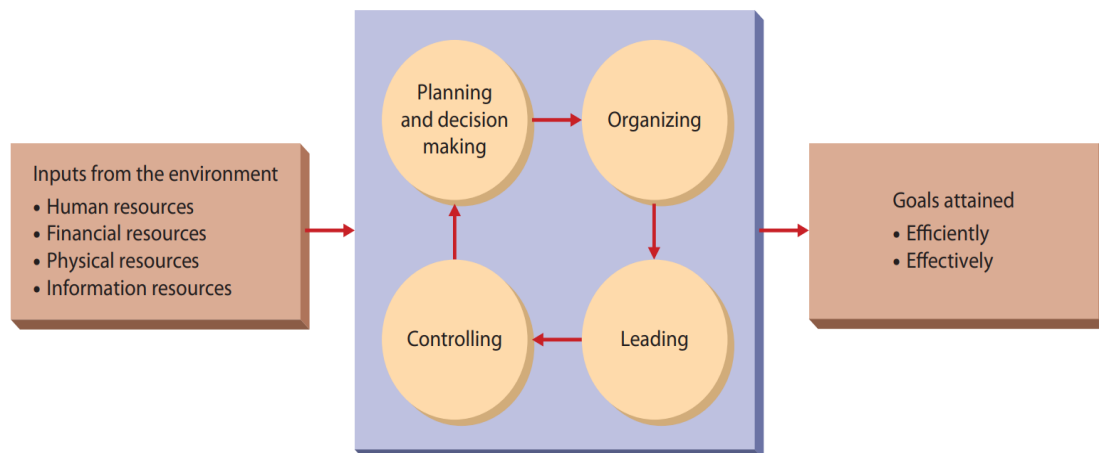 Inputs from the environment
• Human resources
• Financial resources
• Physical resources
• Information resources
Planning
and decision
making
Organizing
Controlling
Leading
Goals attained
• Efficiently
• Effectively